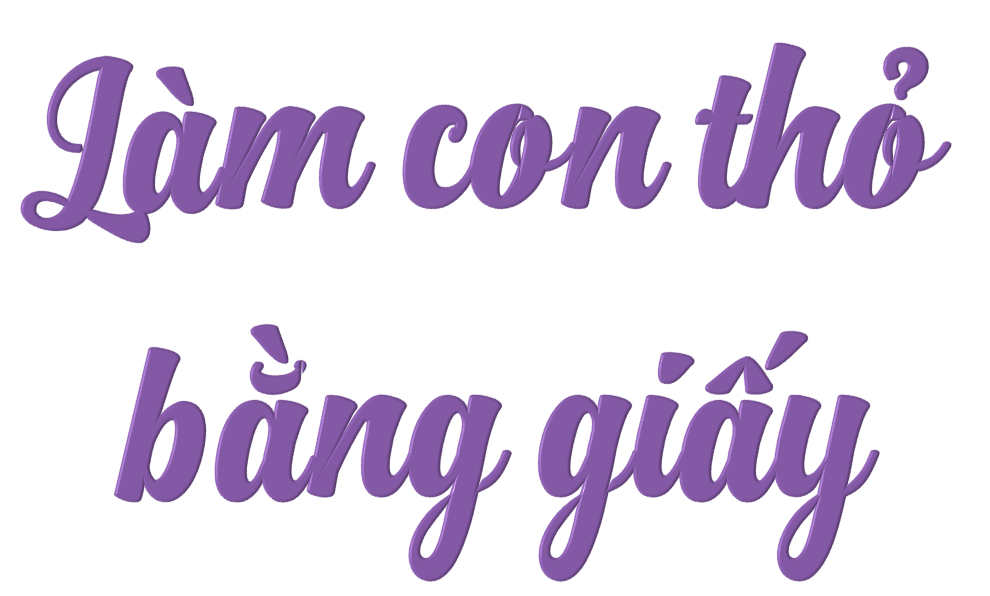 Làm con thỏ
bằng giấy